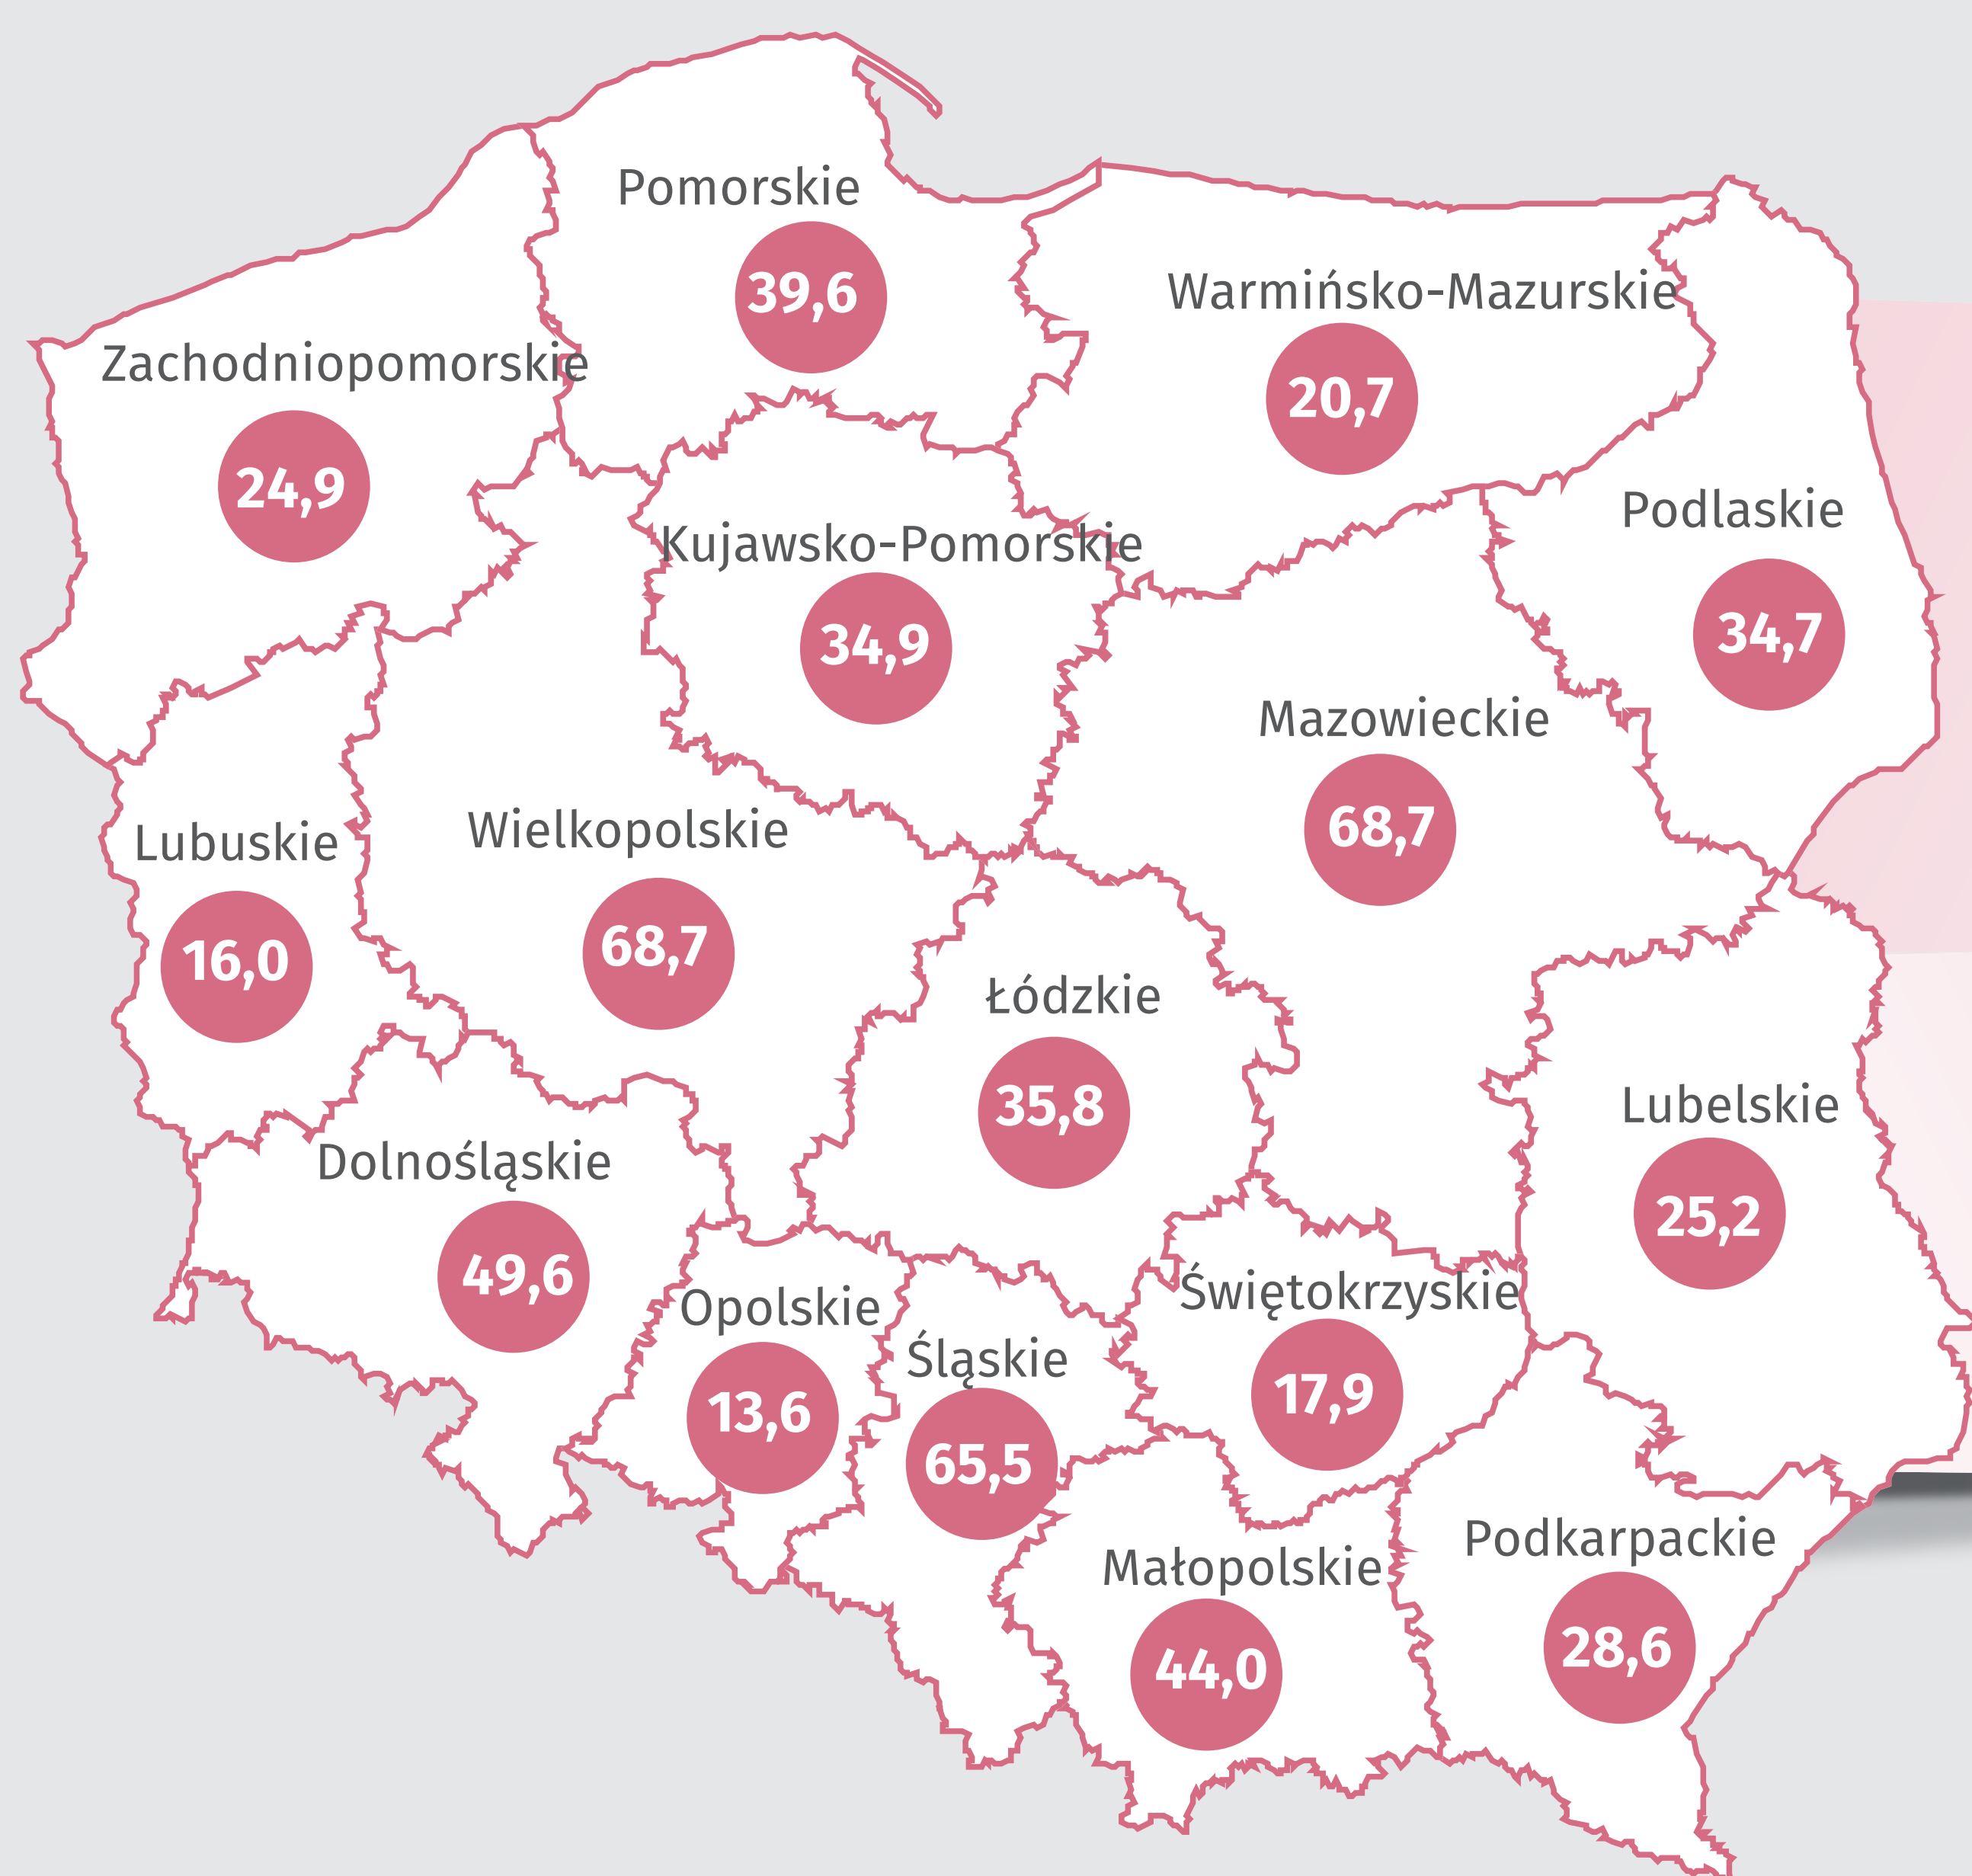 Pomorskie
39,6
Warmińsko-Mazurskie
20,7
Zachodniopomorskie
24,9
Podlaskie
34,7
Kujawsko-Pomorskie
34,9
Mazowieckie
68,7
Lubuskie
16,0
Wielkopolskie
68,7
Łódzkie
35,8
Lubelskie
25,2
Dolnośląskie
49,6
Opolskie
13,6
Śląskie
65,5
Świętokrzyskie
17,9
Małopolskie
44,0
Podkarpackie
28,6